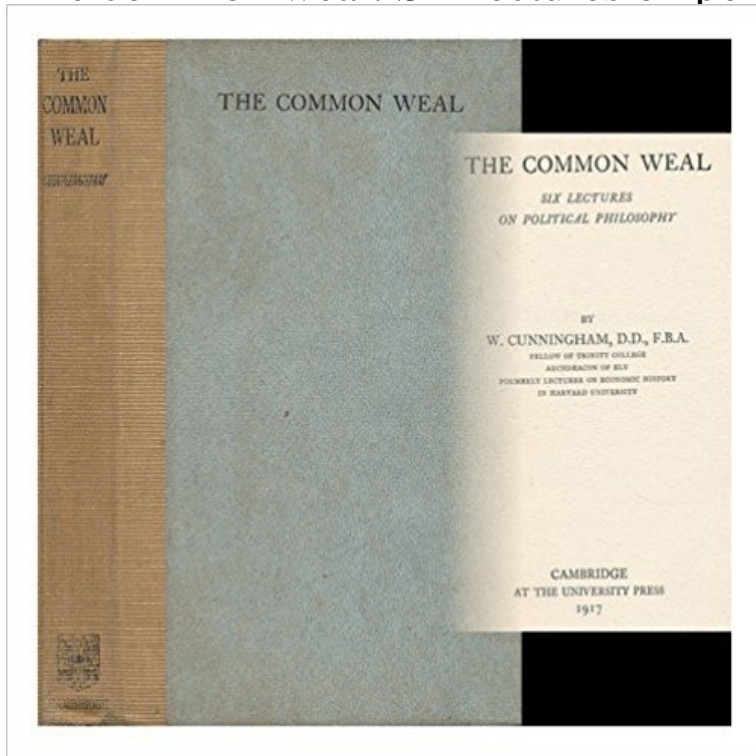 THE
COMMON
WEAL
CUNNINGHAM
THE COMMON WEAL
THE COMMON WEAL
SIX LECTURES
ON POLITICAL PHILOSOPHY
BY
W. CUNNINGHAM, D.D., F.B.A.
FELLOW OF TRINITY COLLEGE
ARCHDEACON OF ELY
FORMERLY LECTURER ON ECONOMIC HISTORY
IN HARVARD UNIVERSITY
CAMBRIDGE
AT THE UNIVERSITY PRESS
1917